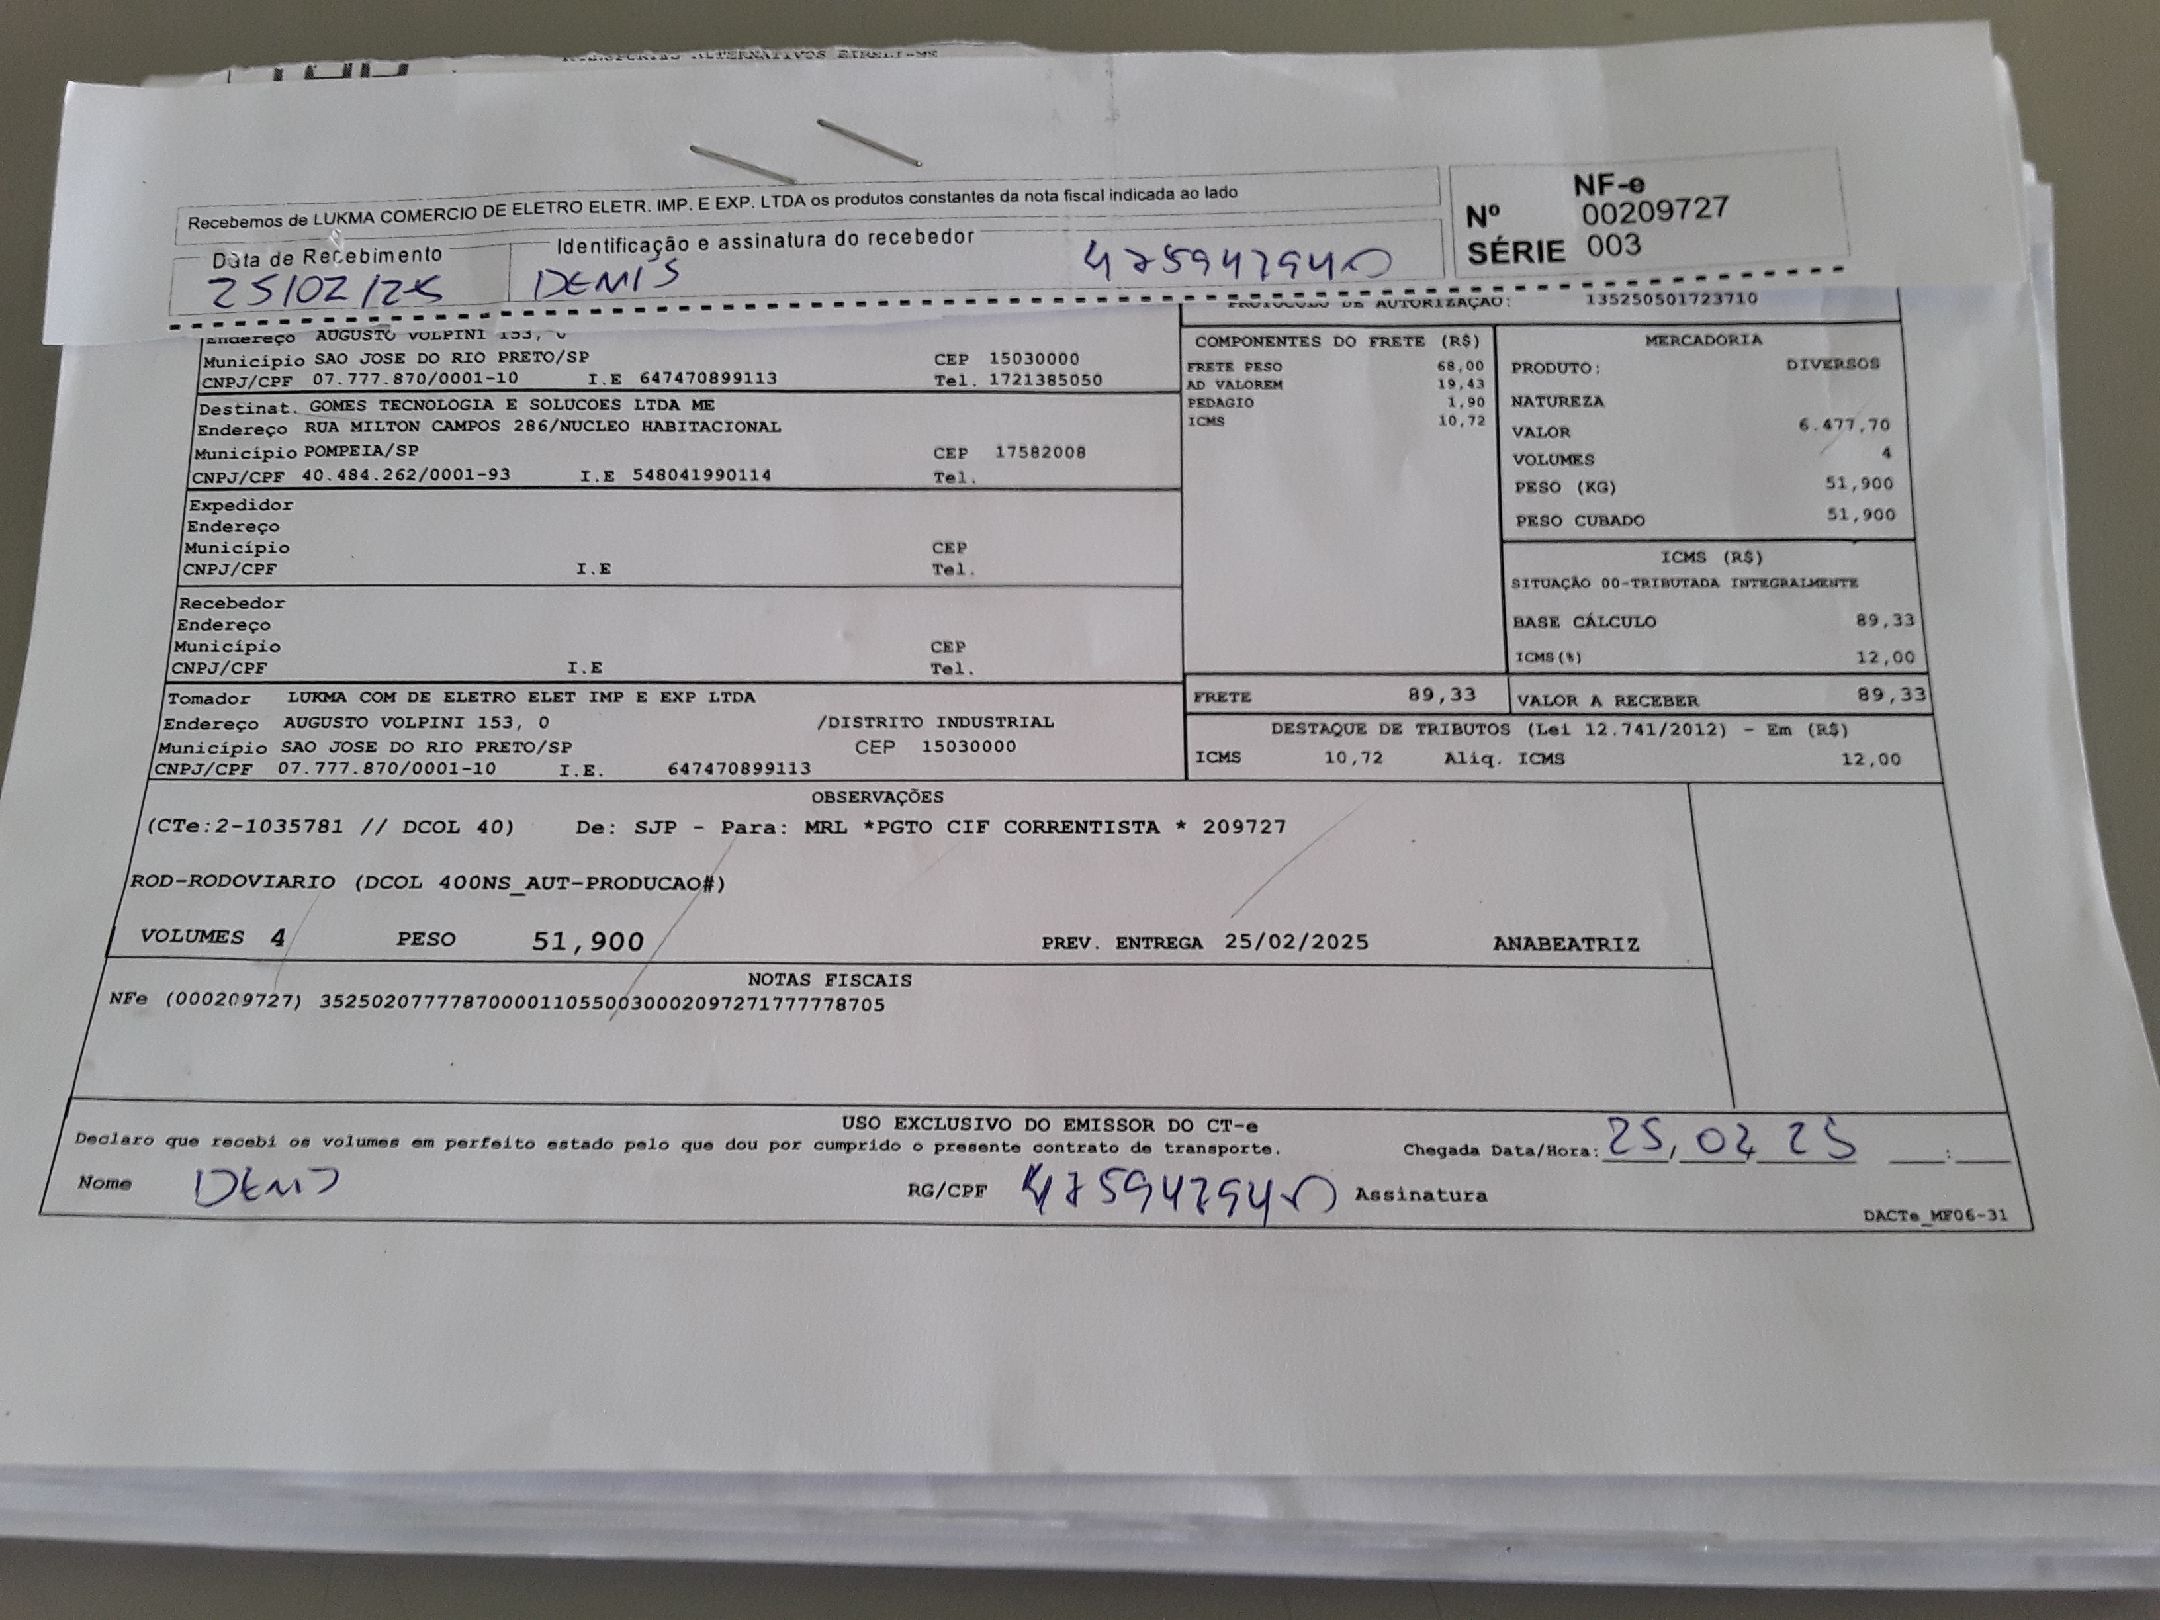 TRANSPORTES ALTERNATIVOS EIRELI-ME
Recebemos de LUKMA COMERCIO DE ELETRO ELETR. IMP. E EXP. LTDA os produtos constantes da nota fiscal indicada ao lado
NF-e
Nº 00209727
SÉRIE 003
Data de Recebimento Identificação e assinatura do recebedor
25/02/25 DEMIS
PROTOCOLO DE AUTORIZAÇÃO: 135250501723710
Endereço AUGUSTO VOLPINI 153, 0
Município SAO JOSE DO RIO PRETO/SP CEP 15030000
CNPJ/CPF 07.777.870/0001-10 I.E 647470899113 Tel. 1721385050
Destinat. GOMES TECNOLOGIA E SOLUCOES LTDA ME
Endereço RUA MILTON CAMPOS 286/NUCLEO HABITACIONAL
Município POMPEIA/SP CEP 17582008
CNPJ/CPF 40.484.262/0001-93 I.E 548041990114 Tel.
Expedidor
Endereço
Município CEP
CNPJ/CPF I.E Tel.
Recebedor
Endereço
Município CEP
CNPJ/CPF I.E Tel.
Tomador LUKMA COM DE ELETRO ELET IMP E EXP LTDA
Endereço AUGUSTO VOLPINI 153, 0 /DISTRITO INDUSTRIAL
Município SAO JOSE DO RIO PRETO/SP CEP 15030000
CNPJ/CPF 07.777.870/0001-10 I.E. 647470899113
COMPONENTES DO FRETE (R$)
FRETE PESO 68,00
AD VALOREM 19,43
PEDAGIO 1,90
ICMS 10,72
MERCADORIA
PRODUTO: DIVERSOS
NATUREZA
VALOR 6.477,70
VOLUMES 4
PESO (KG) 51,900
PESO CUBADO 51,900
ICMS (R$)
SITUAÇÃO 00-TRIBUTADA INTEGRALMENTE
BASE CÁLCULO 89,33
ICMS(%) 12,00
FRETE 89,33 VALOR A RECEBER 89,33
DESTAQUE DE TRIBUTOS (Lei 12.741/2012) - Em (R$)
ICMS 10,72 Aliq. ICMS 12,00
OBSERVAÇÕES
(CTe:2-1035781 // DCOL 40) De: SJP - Para: MRL *PGTO CIF CORRENTISTA * 209727
ROD-RODOVIARIO (DCOL 400NS_AUT-PRODUCAO#)
VOLUMES 4 PESO 51,900 PREV. ENTREGA 25/02/2025 ANABEATRIZ
NOTAS FISCAIS
NFe (000209727) 35250207777870000110550030002097271777778705
USO EXCLUSIVO DO EMISSOR DO CT-e
Declaro que recebi os volumes em perfeito estado pelo que dou por cumprido o presente contrato de transporte. Chegada Data/Hora: 25, 02 25 :
Nome DEMIS RG/CPF Assinatura
DACTe_MF06-31